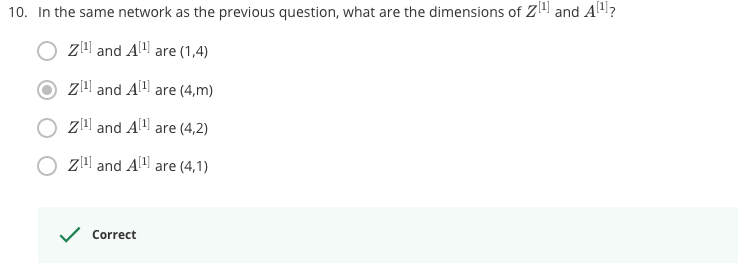 10. In the same network as the previous question, what are the dimensions of Z^[1] and A^[1]?
Z^[1] and A^[1] are (1,4)
Z^[1] and A^[1] are (4,m)
Z^[1] and A^[1] are (4,2)
Z^[1] and A^[1] are (4,1)
Correct